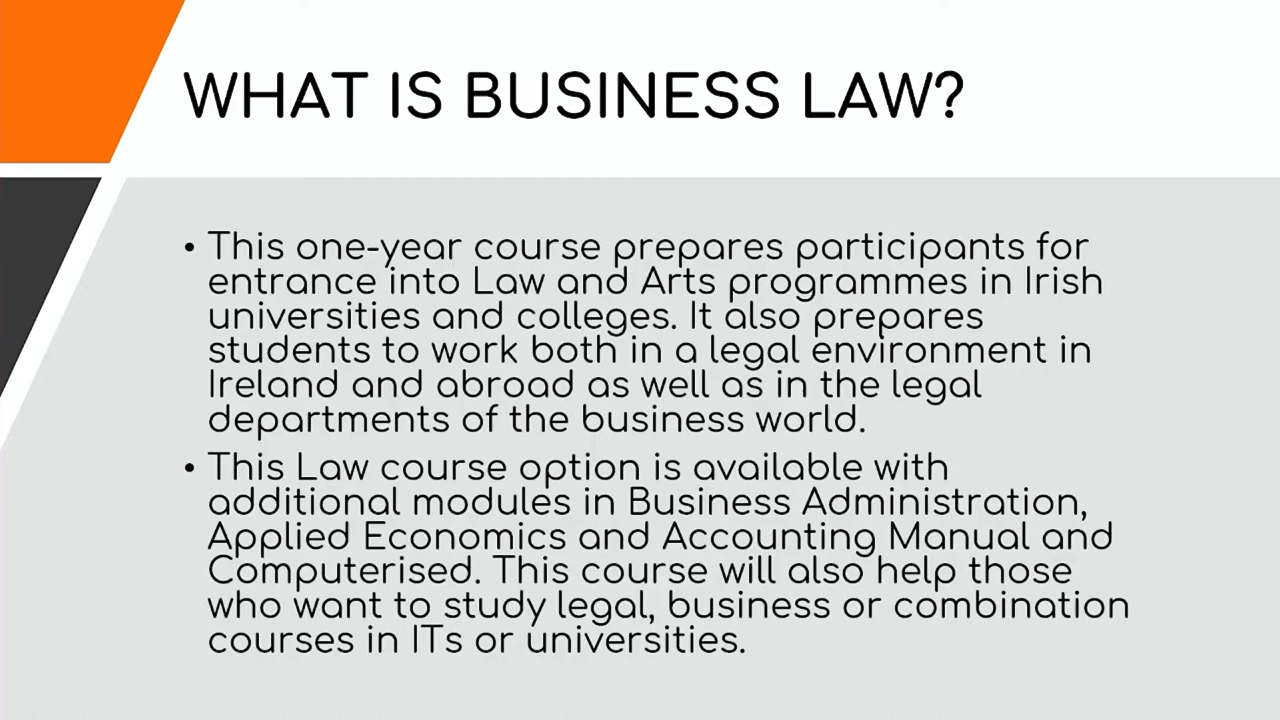 WHAT IS BUSINESS LAW?
• This one-year course prepares participants for
entrance into Law and Arts programmes in Irish
universities and colleges. It also prepares
students to work both in a legal environment in
Ireland and abroad as well as in the legal
departments of the business world.
• This Law course option is available with
additional modules in Business Administration,
Applied Economics and Accounting Manual and
Computerised. This course will also help those
who want to study legal, business or combination
courses in ITs or universities.